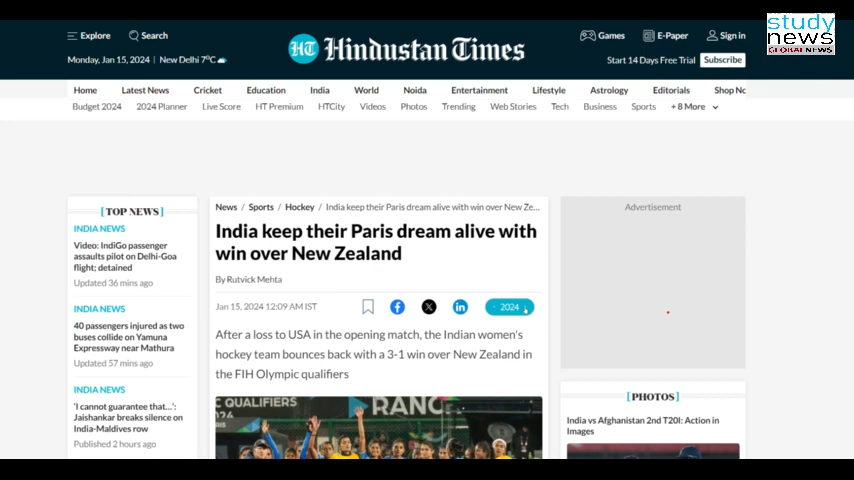 Explore
Search
HT Hindustan Times
Games
E-Paper
Sign in
study
news
GLOBAL NEWS
Monday, Jan 15, 2024 | New Delhi 7°C
Start 14 Days Free Trial
Subscribe
Home Latest News Cricket Education India World Noida Entertainment Lifestyle Astrology Editorials Shop No
Budget 2024 2024 Planner Live Score HT Premium HTCity Videos Photos Trending Web Stories Tech Business Sports + 8 More
[TOP NEWS]
INDIA NEWS
Video: IndiGo passenger
assaults pilot on Delhi-Goa
flight; detained
Updated 36 mins ago
INDIA NEWS
40 passengers injured as two
buses collide on Yamuna
Expressway near Mathura
Updated 57 mins ago
INDIA NEWS
'I cannot guarantee that...':
Jaishankar breaks silence on
India-Maldives row
Published 2 hours ago
News / Sports / Hockey / India keep their Paris dream alive with win over New Ze...
India keep their Paris dream alive with
win over New Zealand
By Rutvick Mehta
Jan 15, 2024 12:09 AM IST
2024
After a loss to USA in the opening match, the Indian women's
hockey team bounces back with a 3-1 win over New Zealand in
the FIH Olympic qualifiers
QUALIFIERS
RANC
Advertisement
[PHOTOS]
India vs Afghanistan 2nd T20I: Action in
Images